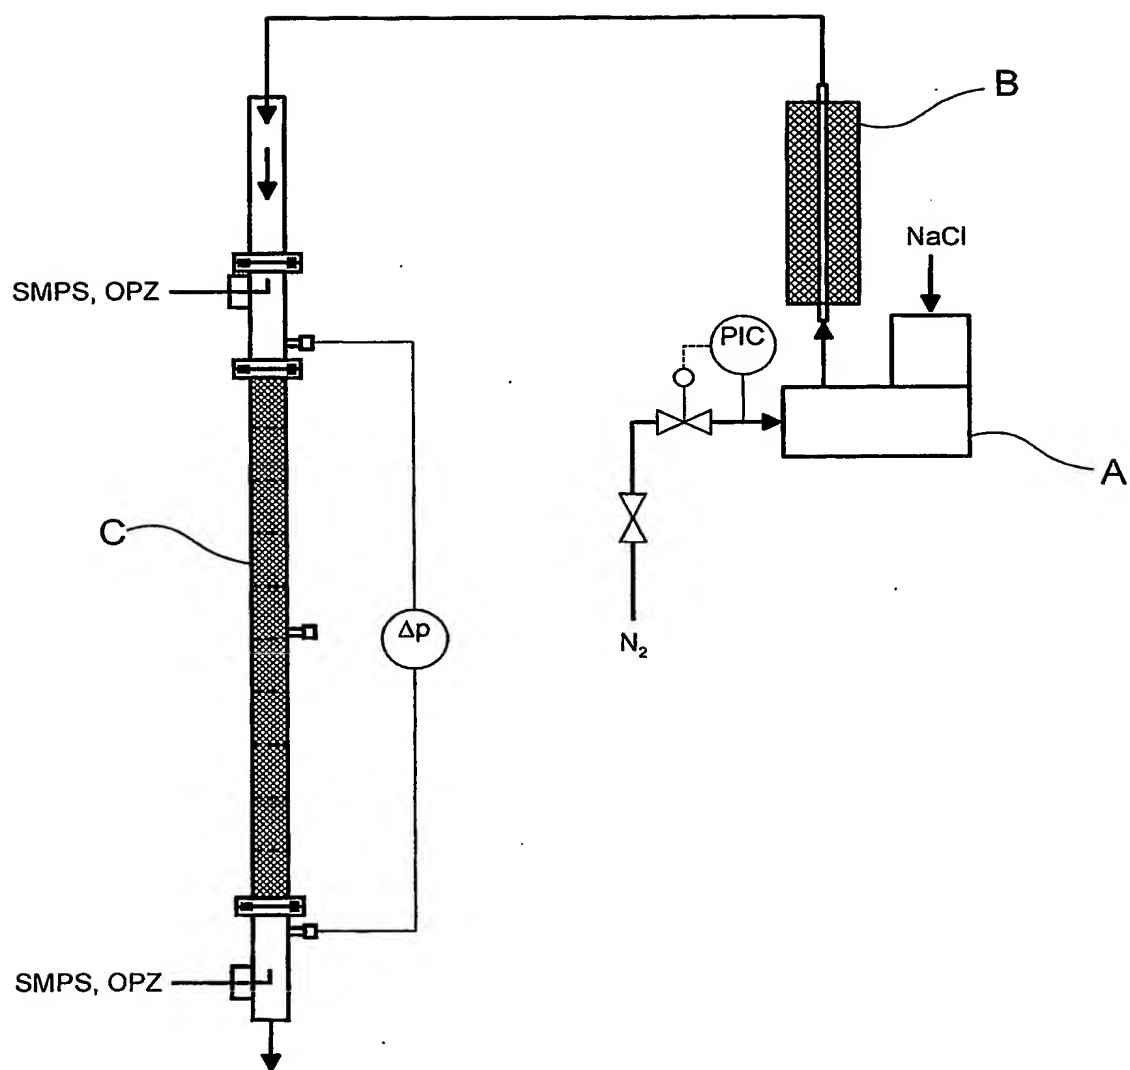 B
NaCl
SMPS, OPZ
PIC
A
C
Δp
N₂
SMPS, OPZ